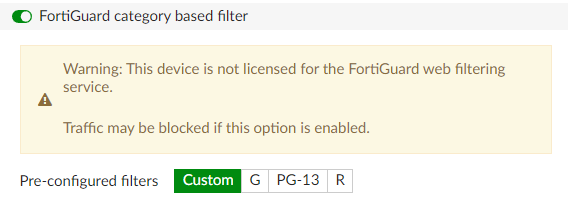 FortiGuard category based filter
Warning: This device is not licensed for the FortiGuard web filtering
service.
Traffic may be blocked if this option is enabled.
Pre-configured filters Custom G PG-13 R